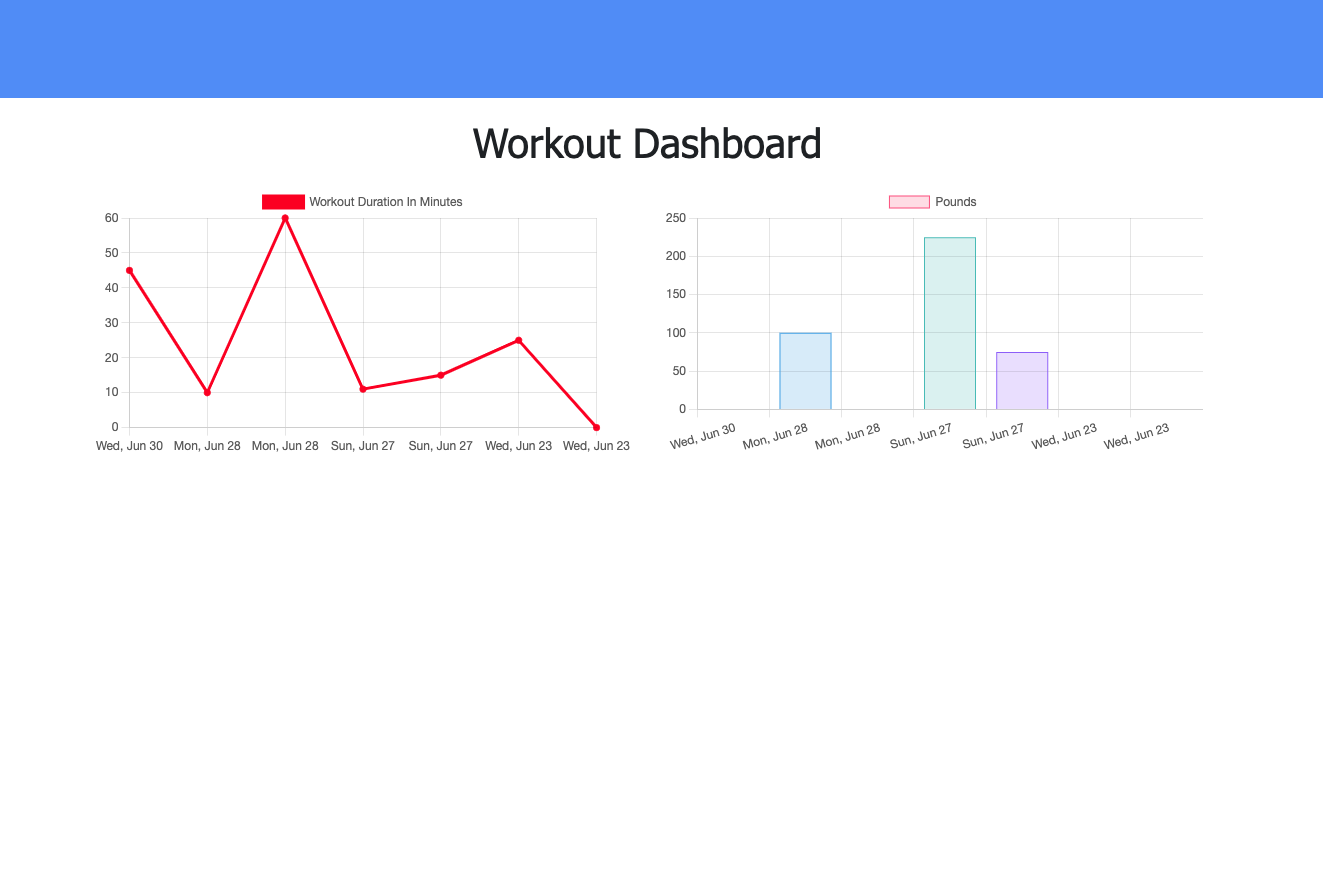 Workout Dashboard
Workout Duration In Minutes
60
50
40
30
20
10
0
Wed, Jun 30 Mon, Jun 28 Mon, Jun 28 Sun, Jun 27 Sun, Jun 27 Wed, Jun 23 Wed, Jun 23
Pounds
250
200
150
100
50
0
Wed, Jun 30 Mon, Jun 28 Mon, Jun 28 Sun, Jun 27 Sun, Jun 27 Wed, Jun 23 Wed, Jun 23